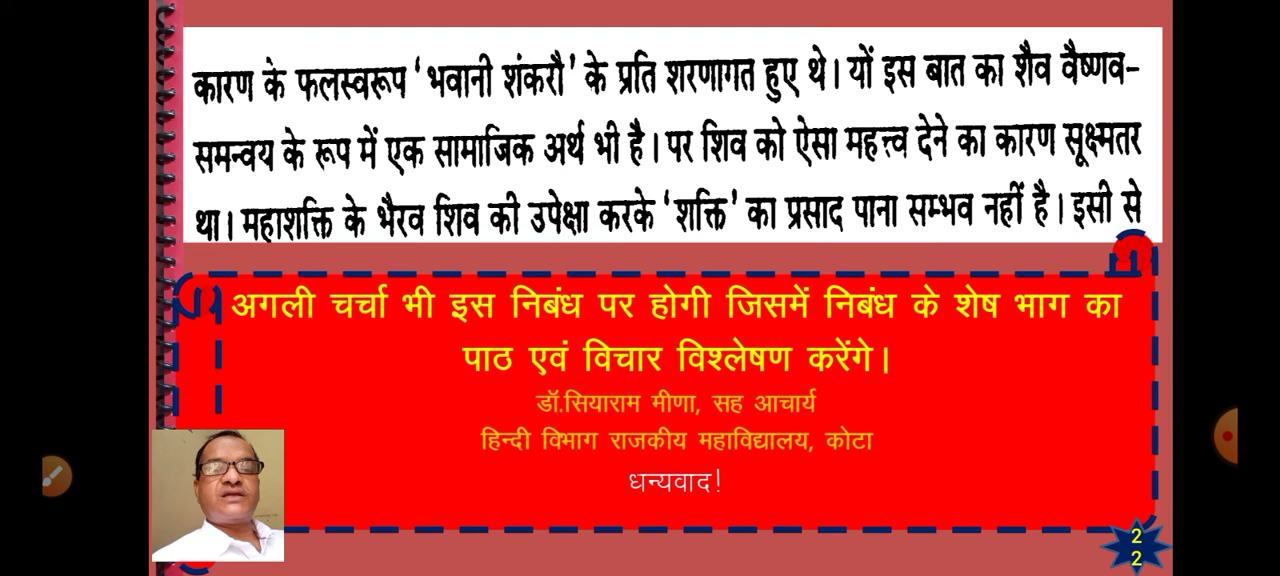 कारण के फलस्वरूप 'भवानी शंकरौ' के प्रति शरणागत हुए थे। यों इस बात का शैव वैष्णव-
समन्वय के रूप में एक सामाजिक अर्थ भी है। पर शिव को ऐसा महत्त्व देने का कारण सूक्ष्मतर
था। महाशक्ति के भैरव शिव की उपेक्षा करके 'शक्ति' का प्रसाद पाना सम्भव नहीं है। इसी से
अगली चर्चा भी इस निबंध पर होगी जिसमें निबंध के शेष भाग का
पाठ एवं विचार विश्लेषण करेंगे।
डॉ.सियाराम मीणा, सह आचार्य
हिन्दी विभाग राजकीय महाविद्यालय, कोटा
धन्यवाद!
2
2